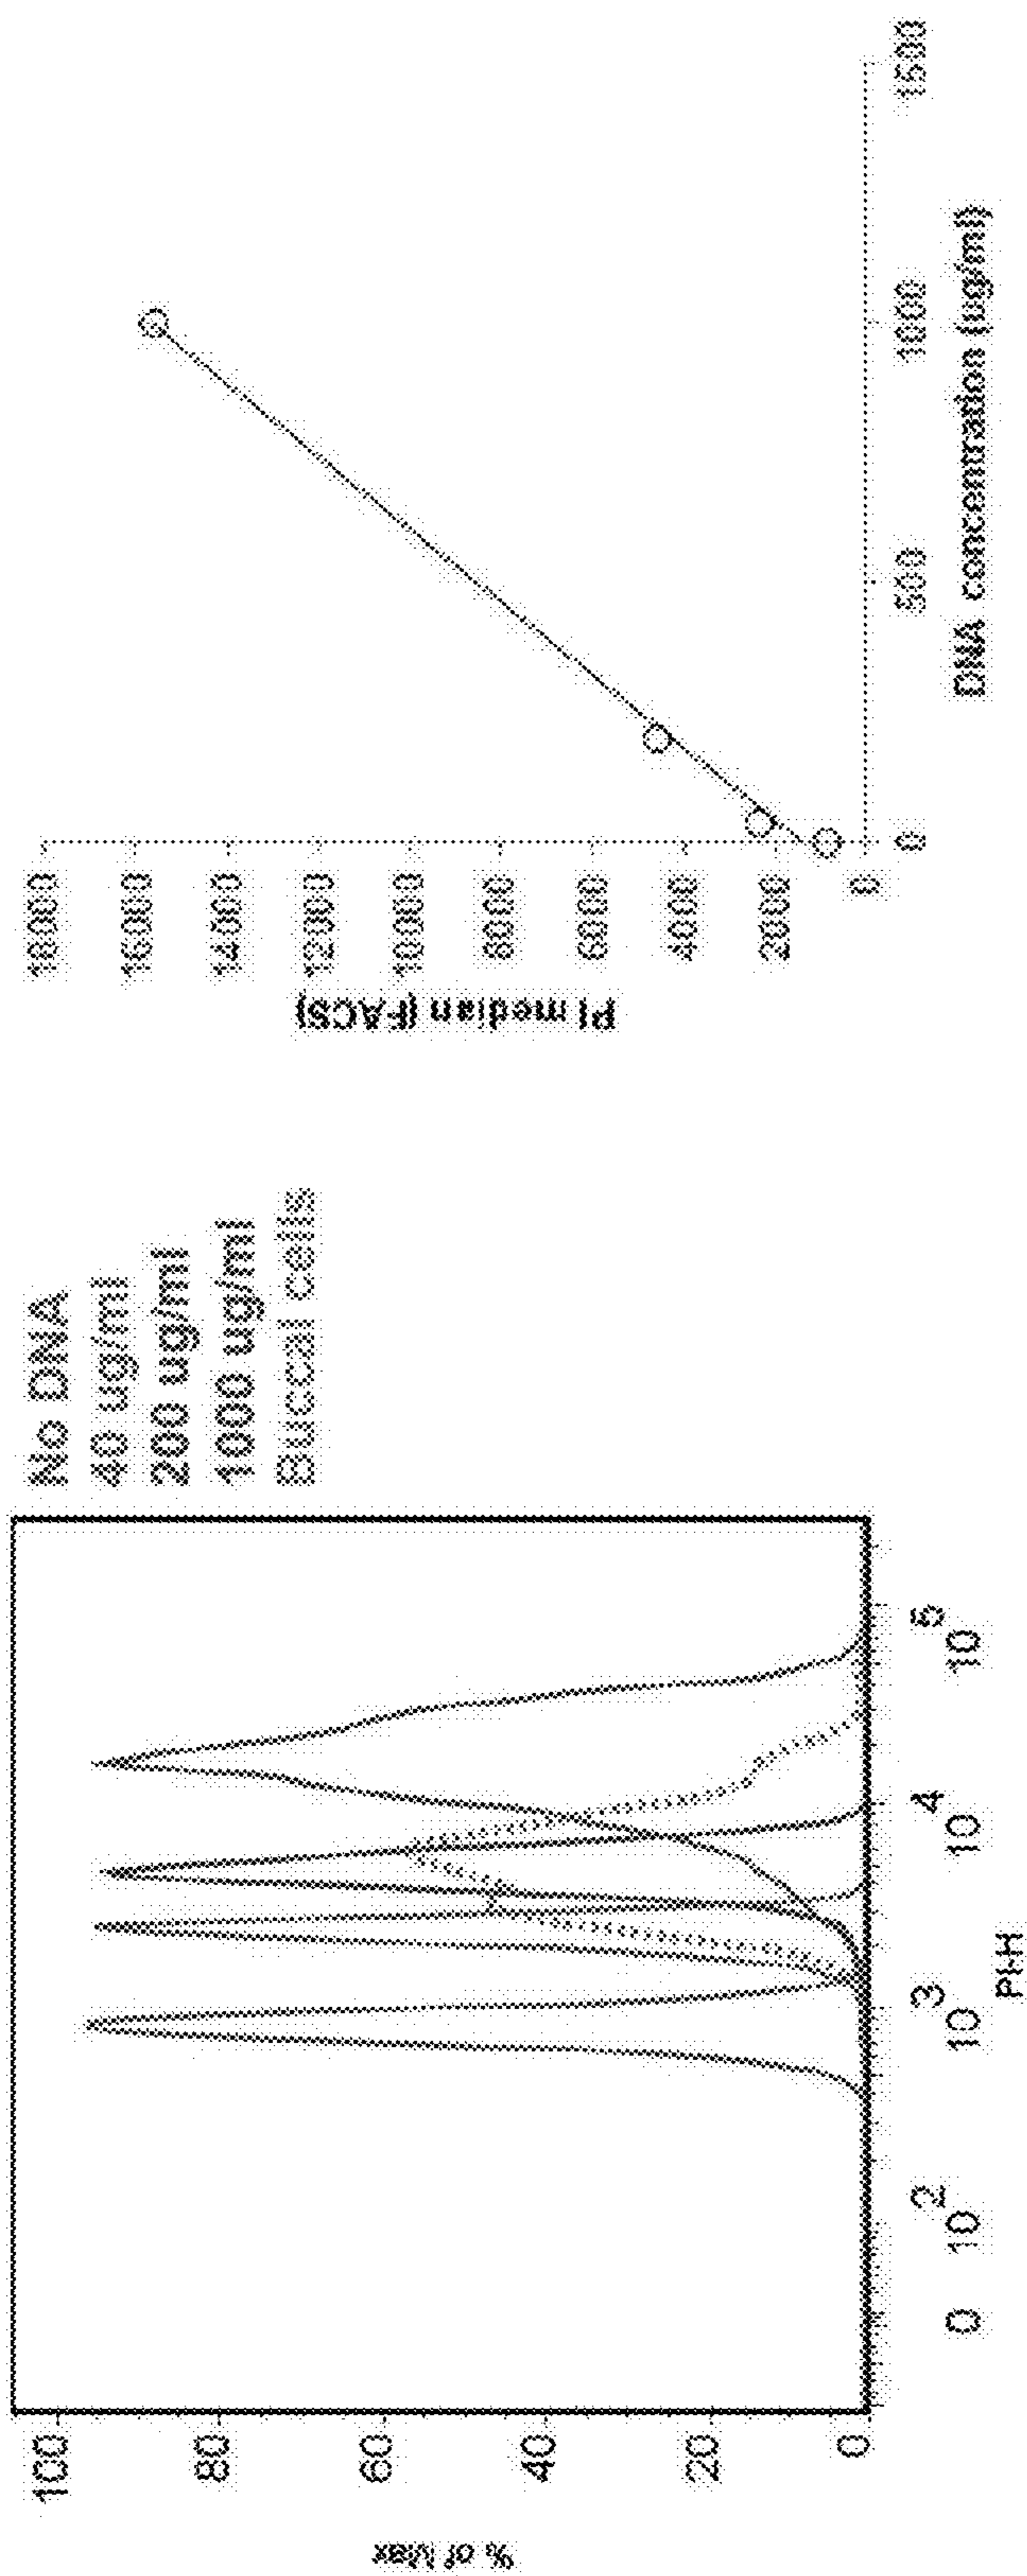 % of Max
100
80
60
40
20
0
0 10^2 10^3 10^4 10^5
PI-H
No DNA
40 ug/ml
200 ug/ml
1000 ug/ml
Buccal cells
PI median (FACS)
18000
16000
14000
12000
10000
8000
6000
4000
2000
0
0 500 1000 1500
DNA concentration (ug/ml)